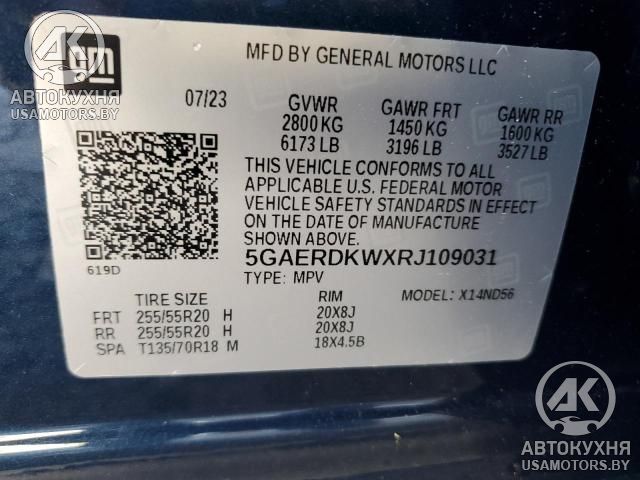 gm
АВТОКУХНЯ
USAMOTORS.BY
MFD BY GENERAL MOTORS LLC
07/23 GVWR GAWR FRT GAWR RR
2800 KG 1450 KG 1600 KG
6173 LB 3196 LB 3527 LB
THIS VEHICLE CONFORMS TO ALL
APPLICABLE U.S. FEDERAL MOTOR
VEHICLE SAFETY STANDARDS IN EFFECT
ON THE DATE OF MANUFACTURE
SHOWN ABOVE.
619D
5GAERDKWXRJ109031
TYPE: MPV MODEL: X14ND56
TIRE SIZE RIM
FRT 255/55R20 H 20X8J
RR 255/55R20 H 20X8J
SPA T135/70R18 M 18X4.5B
АК
АВТОКУХНЯ
USAMOTORS.BY